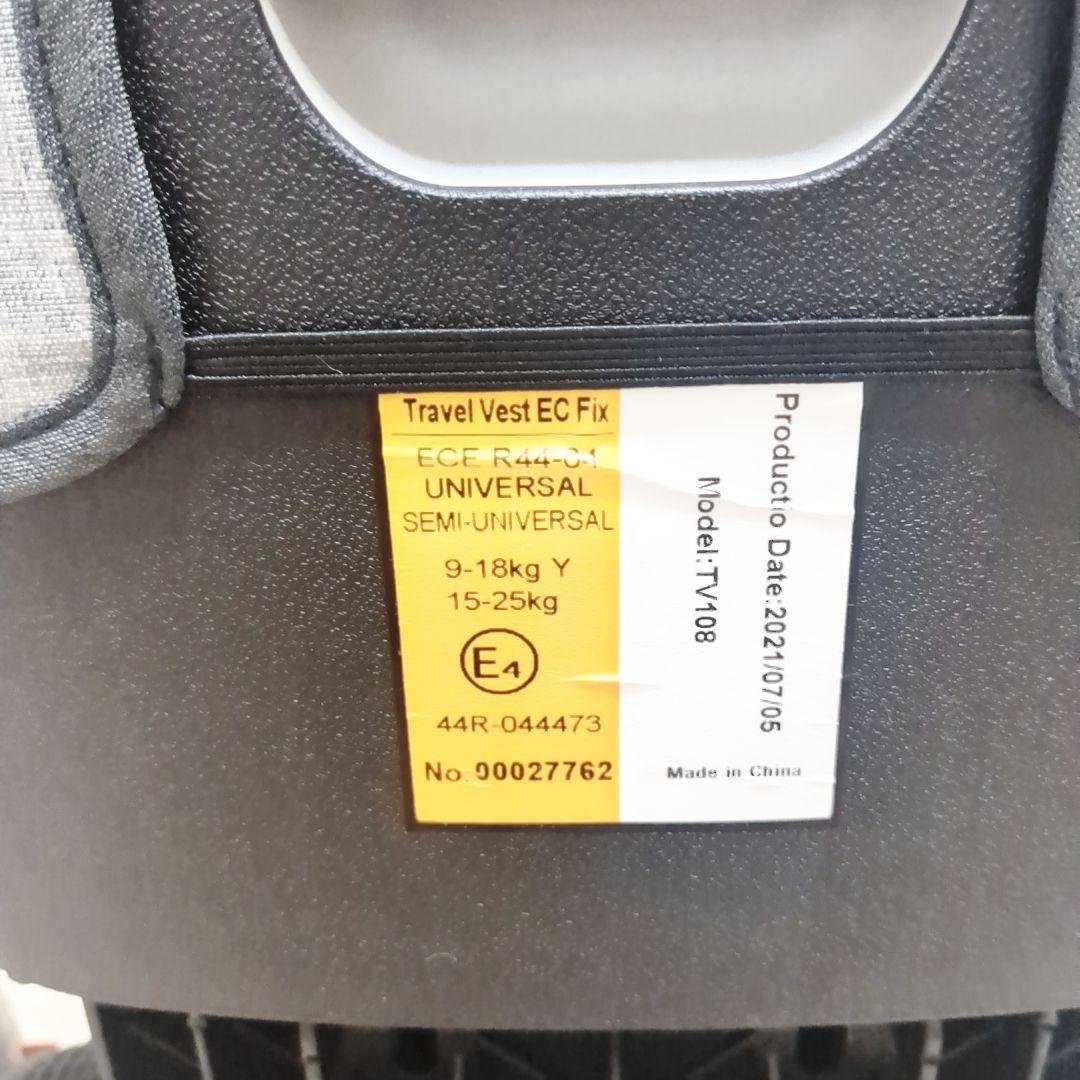 Travel Vest EC Fix
ECE R44-04
UNIVERSAL
SEMI-UNIVERSAL
9-18kg Y
15-25kg
E4
44R-044473
No.00027762
Productio Date:2021/07/05
Model:TV108
Made in China